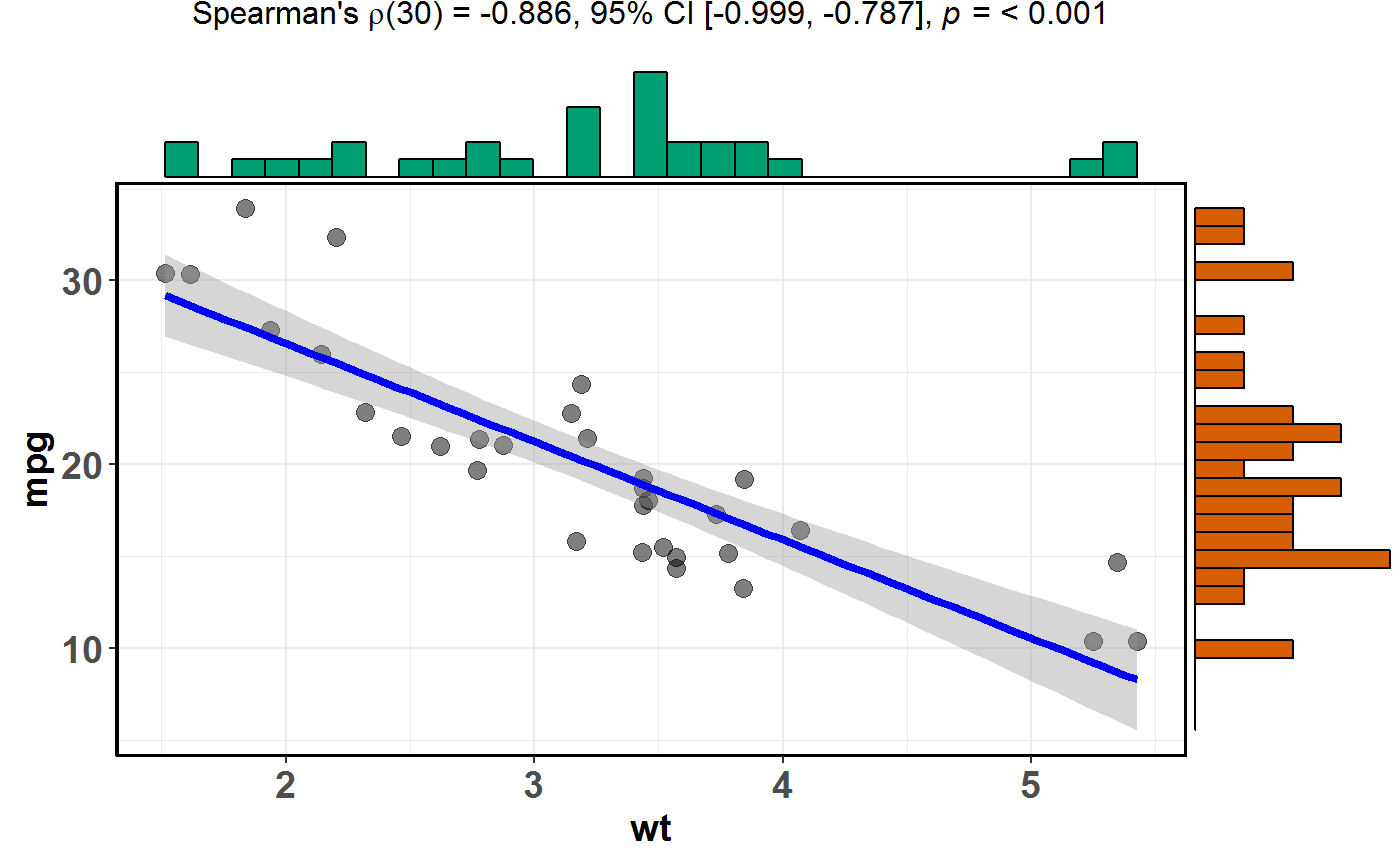 Spearman's ρ(30) = -0.886, 95% CI [-0.999, -0.787], p = < 0.001
30
20
10
mpg
2 3 4 5
wt